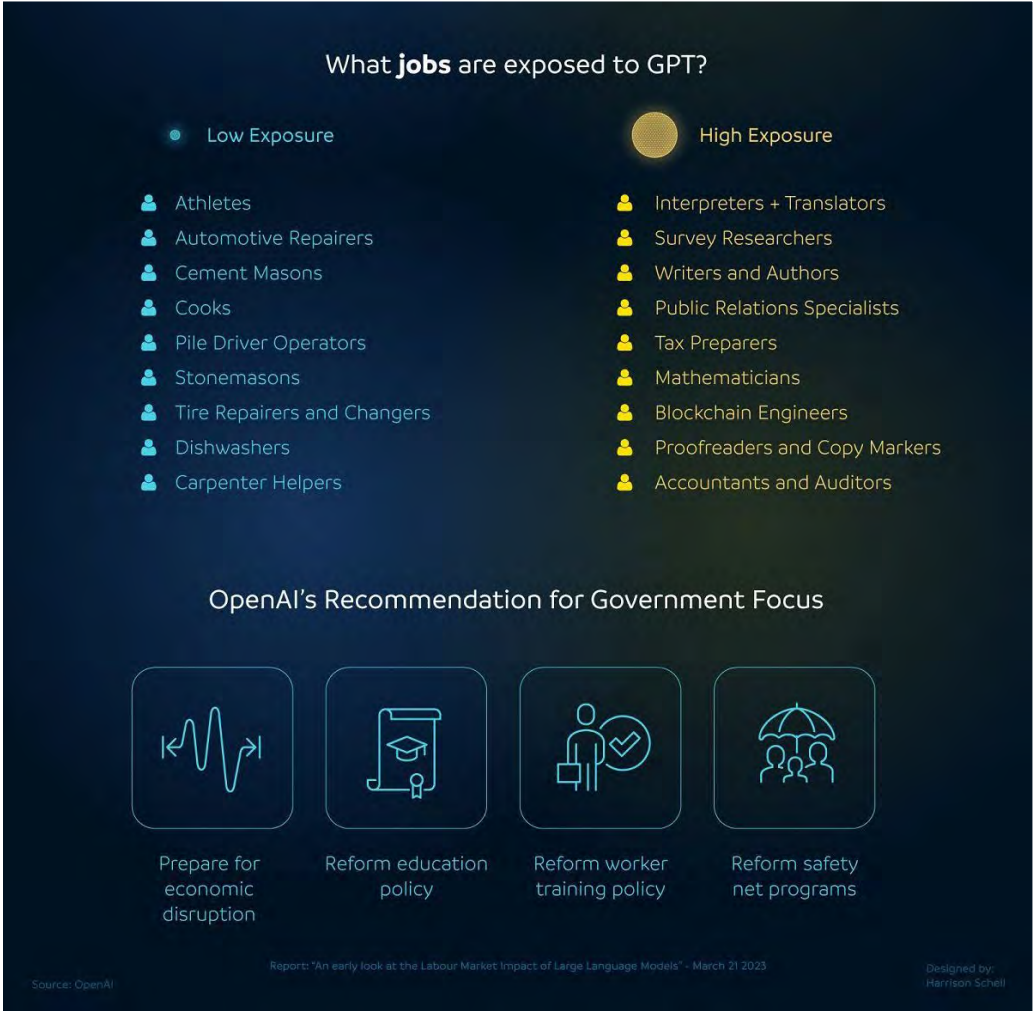 What jobs are exposed to GPT?
Low Exposure
Athletes
Automotive Repairers
Cement Masons
Cooks
Pile Driver Operators
Stonemasons
Tire Repairers and Changers
Dishwashers
Carpenter Helpers
High Exposure
Interpreters + Translators
Survey Researchers
Writers and Authors
Public Relations Specialists
Tax Preparers
Mathematicians
Blockchain Engineers
Proofreaders and Copy Markers
Accountants and Auditors
OpenAI's Recommendation for Government Focus
Prepare for
economic
disruption
Reform education
policy
Reform worker
training policy
Reform safety
net programs
Report: "An early look at the Labour Market Impact of Large Language Models" - March 21 2023
Source: OpenAI
Designed by:
Harrison Schell